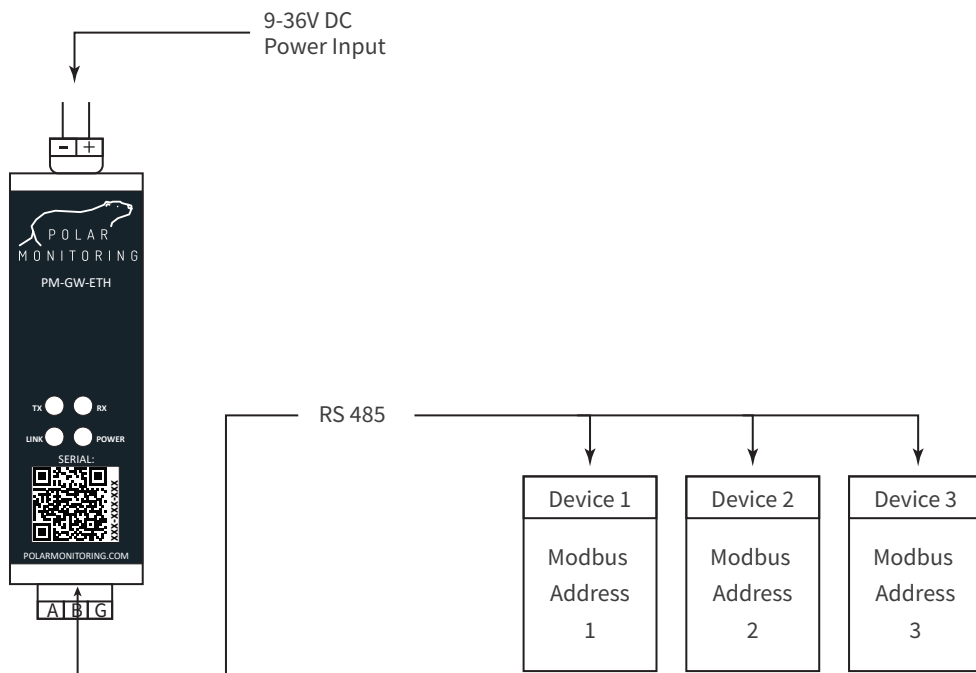 9-36V DC
Power Input
- +
POLAR
MONITORING
PM-GW-ETH
TX RX
LINK POWER
SERIAL:
XXX-XXX-XXX
POLARMONITORING.COM
A B G
RS 485
Device 1
Modbus
Address
1
Device 2
Modbus
Address
2
Device 3
Modbus
Address
3